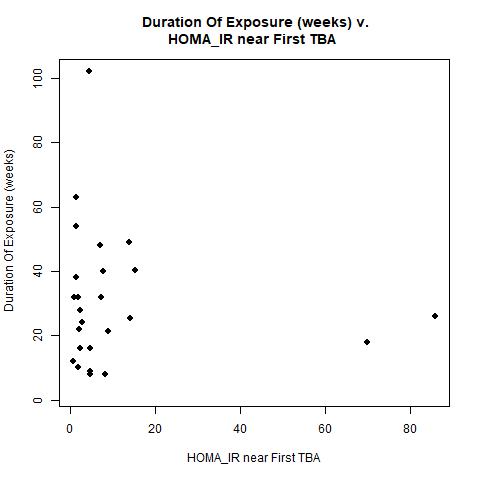 Duration Of Exposure (weeks) v.
HOMA_IR near First TBA
Duration Of Exposure (weeks)
100
80
60
40
20
0
0 20 40 60 80
HOMA_IR near First TBA